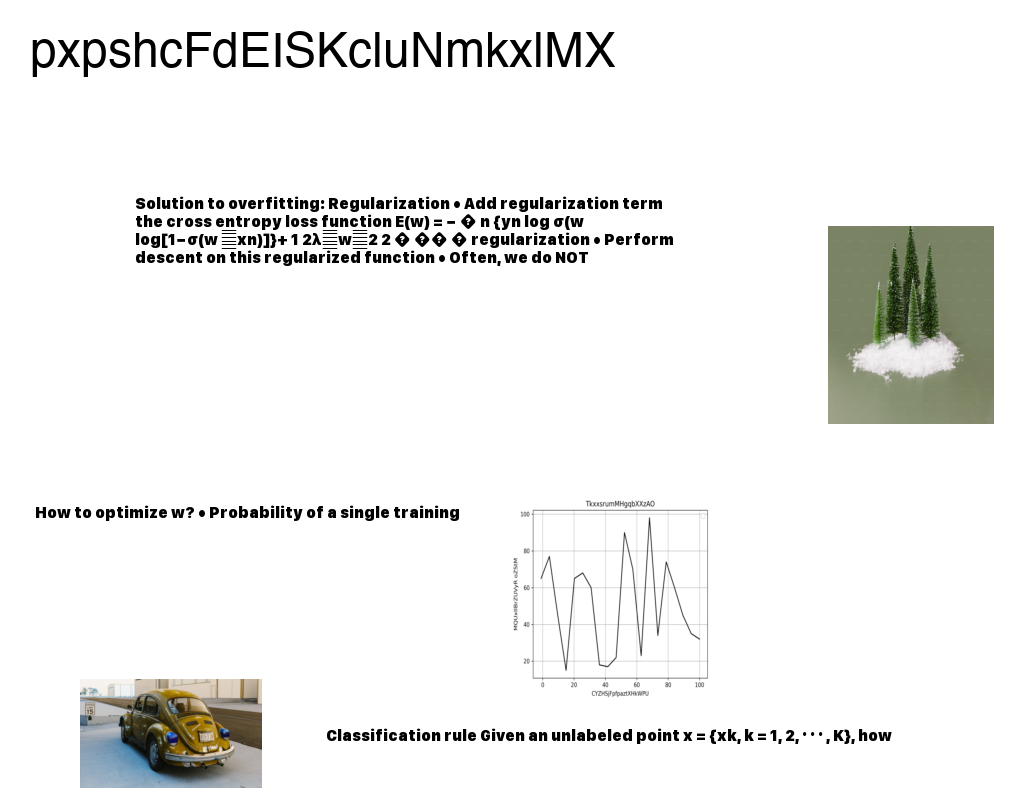 pxpshcFdEISKcluNmkxlMX
Solution to overfitting: Regularization • Add regularization term
the cross entropy loss function E(w) = − � n {yn log σ(w
log[1−σ(w xn)]}+ 1 2λ w 2 2 � �� � regularization • Perform
descent on this regularized function • Often, we do NOT
How to optimize w? • Probability of a single training
TkxxsrumMHgqbXXzAO
100
80
60
40
20
0 20 40 60 80 100
CYZHSjFpfpaztXHkWPU
15
Classification rule Given an unlabeled point x = {xk, k = 1, 2, · · · , K}, how